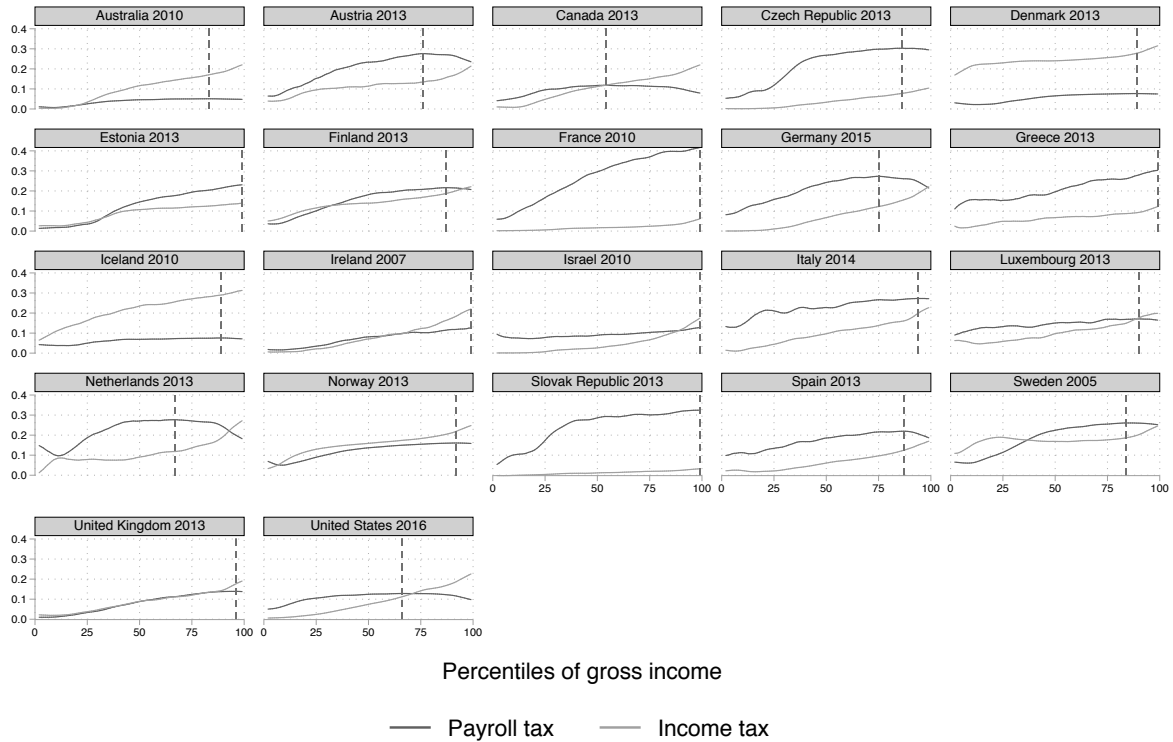 Australia 2010 Austria 2013 Canada 2013 Czech Republic 2013 Denmark 2013
0.4
0.3
0.2
0.1
0.0
Estonia 2013 Finland 2013 France 2010 Germany 2015 Greece 2013
0.4
0.3
0.2
0.1
0.0
Iceland 2010 Ireland 2007 Israel 2010 Italy 2014 Luxembourg 2013
0.4
0.3
0.2
0.1
0.0
Netherlands 2013 Norway 2013 Slovak Republic 2013 Spain 2013 Sweden 2005
0.4
0.3
0.2
0.1
0.0
0 25 50 75 100 0 25 50 75 100 0 25 50 75 100
United Kingdom 2013 United States 2016
0.4
0.3
0.2
0.1
0.0
0 25 50 75 100 0 25 50 75 100
Percentiles of gross income
Payroll tax Income tax